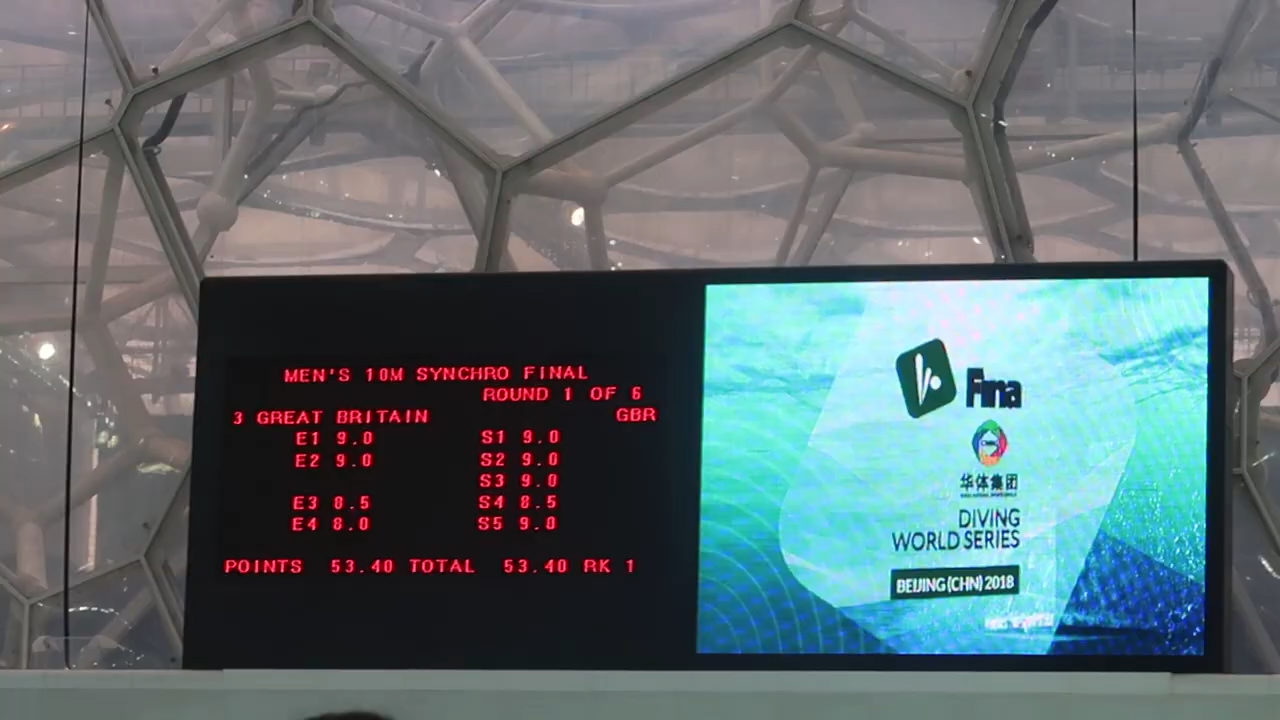 MEN'S 10M SYNCHRO FINAL
ROUND 1 OF 6
3 GREAT BRITAIN GBR
E1 9.0 S1 9.0
E2 9.0 S2 9.0
S3 9.0
E3 8.5 S4 8.5
E4 8.0 S5 9.0
POINTS 53.40 TOTAL 53.40 RK 1
Fina
华体集团
DIVING
WORLD SERIES
BEIJING (CHN) 2018